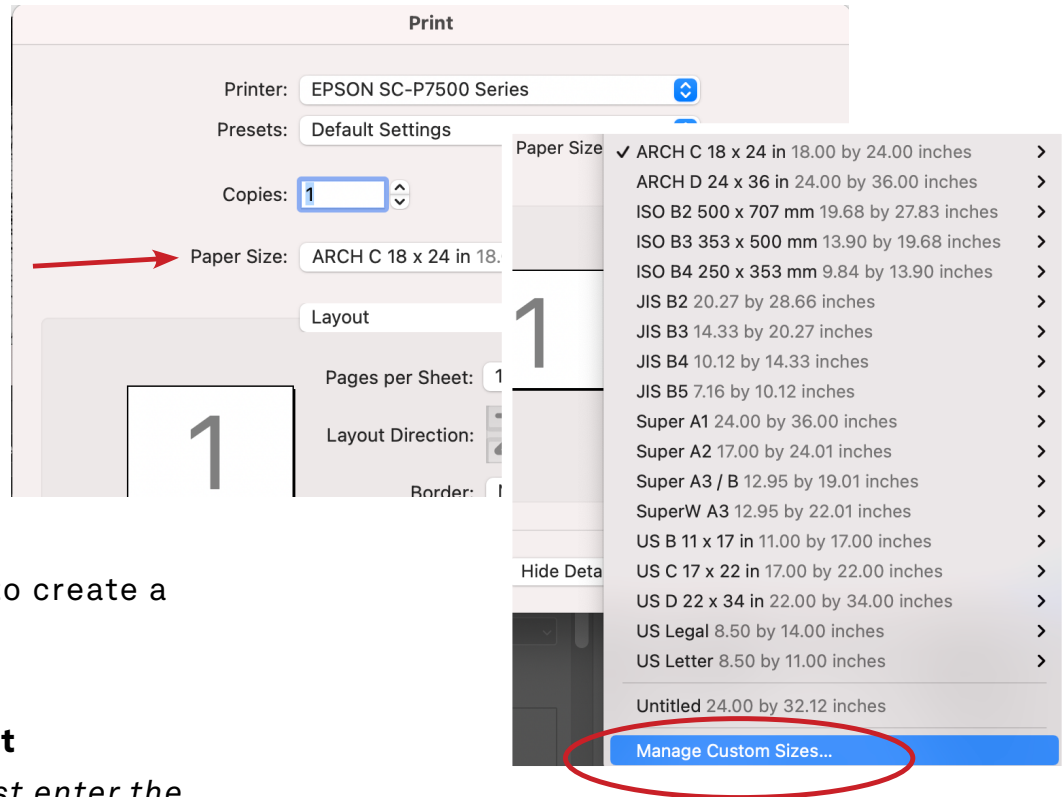 Print
Printer: EPSON SC-P7500 Series
Presets: Default Settings
Copies: 1
Paper Size: ARCH C 18 x 24 in 18.
Layout
Pages per Sheet: 1
Layout Direction:
Border:
1
Paper Size
✓ ARCH C 18 x 24 in 18.00 by 24.00 inches
ARCH D 24 x 36 in 24.00 by 36.00 inches
ISO B2 500 x 707 mm 19.68 by 27.83 inches
ISO B3 353 x 500 mm 13.90 by 19.68 inches
ISO B4 250 x 353 mm 9.84 by 13.90 inches
JIS B2 20.27 by 28.66 inches
JIS B3 14.33 by 20.27 inches
JIS B4 10.12 by 14.33 inches
JIS B5 7.16 by 10.12 inches
Super A1 24.00 by 36.00 inches
Super A2 17.00 by 24.01 inches
Super A3 / B 12.95 by 19.01 inches
SuperW A3 12.95 by 22.01 inches
US B 11 x 17 in 11.00 by 17.00 inches
US C 17 x 22 in 17.00 by 22.00 inches
US D 22 x 34 in 22.00 by 34.00 inches
US Legal 8.50 by 14.00 inches
US Letter 8.50 by 11.00 inches
Untitled 24.00 by 32.12 inches
Manage Custom Sizes...
1
Hide Deta
o create a
t
st enter the